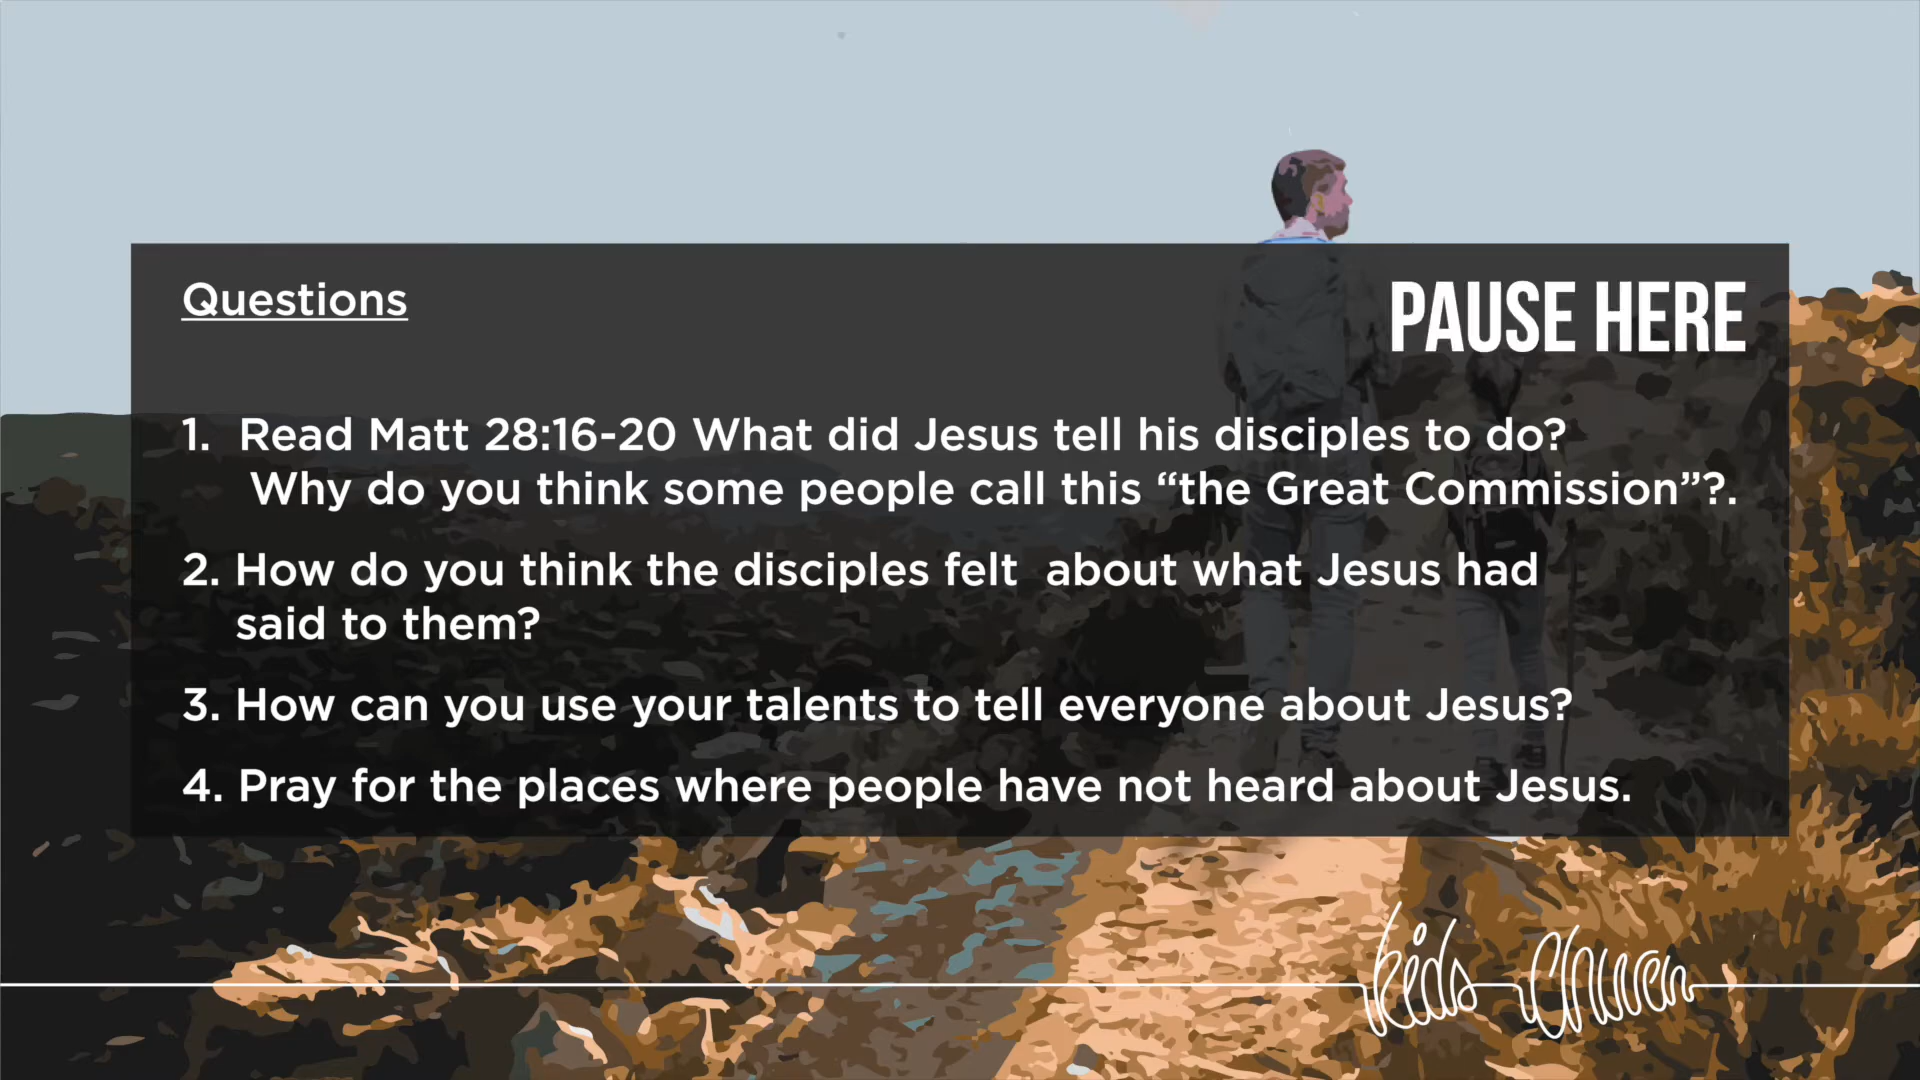 Questions
PAUSE HERE
1. Read Matt 28:16-20 What did Jesus tell his disciples to do?
Why do you think some people call this “the Great Commission”?.
2. How do you think the disciples felt about what Jesus had
said to them?
3. How can you use your talents to tell everyone about Jesus?
4. Pray for the places where people have not heard about Jesus.
kids Church